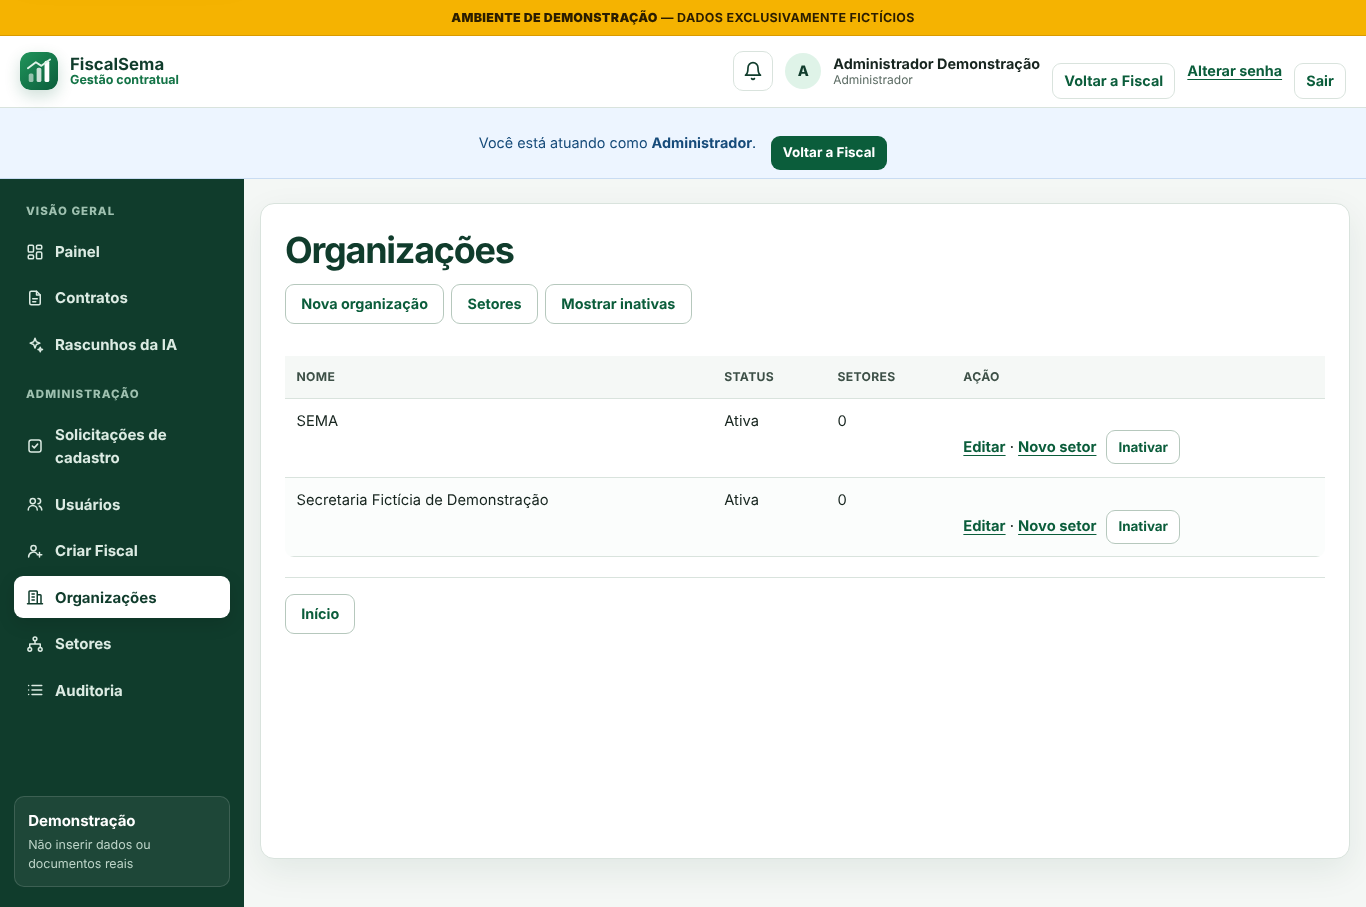 AMBIENTE DE DEMONSTRAÇÃO — DADOS EXCLUSIVAMENTE FICTÍCIOS
FiscalSema
Gestão contratual
A
Administrador Demonstração
Administrador
Voltar a Fiscal
Alterar senha
Sair
Você está atuando como Administrador.
Voltar a Fiscal
VISÃO GERAL
Painel
Contratos
Rascunhos da IA
ADMINISTRAÇÃO
Solicitações de
cadastro
Usuários
Criar Fiscal
Organizações
Setores
Auditoria
Demonstração
Não inserir dados ou
documentos reais
Organizações
Nova organização
Setores
Mostrar inativas
NOME STATUS SETORES AÇÃO
SEMA Ativa 0
Editar · Novo setor Inativar
Secretaria Fictícia de Demonstração Ativa 0
Editar · Novo setor Inativar
Início